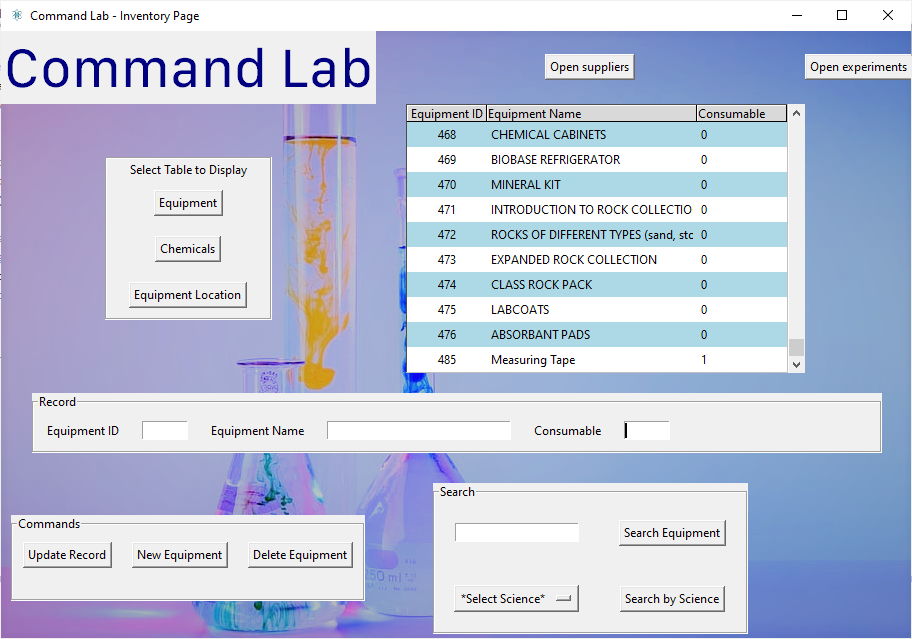 Command Lab - Inventory Page
Command Lab
Open suppliers
Open experiments
Select Table to Display
Equipment
Chemicals
Equipment Location
Equipment ID Equipment Name Consumable
468 CHEMICAL CABINETS 0
469 BIOBASE REFRIGERATOR 0
470 MINERAL KIT 0
471 INTRODUCTION TO ROCK COLLECTIO 0
472 ROCKS OF DIFFERENT TYPES (sand, stc 0
473 EXPANDED ROCK COLLECTION 0
474 CLASS ROCK PACK 0
475 LABCOATS 0
476 ABSORBANT PADS 0
485 Measuring Tape 1
Record
Equipment ID Equipment Name Consumable
Commands
Update Record New Equipment Delete Equipment
Search
Search Equipment
*Select Science* Search by Science
50 ml